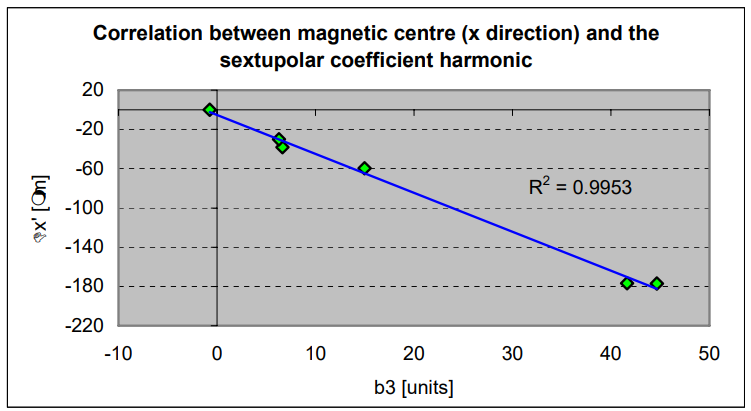 Correlation between magnetic centre (x direction) and the
sextupolar coefficient harmonic
20
-20
-60
-100
-140
-180
-220
x' [m]
R² = 0.9953
-10 0 10 20 30 40 50
b3 [units]